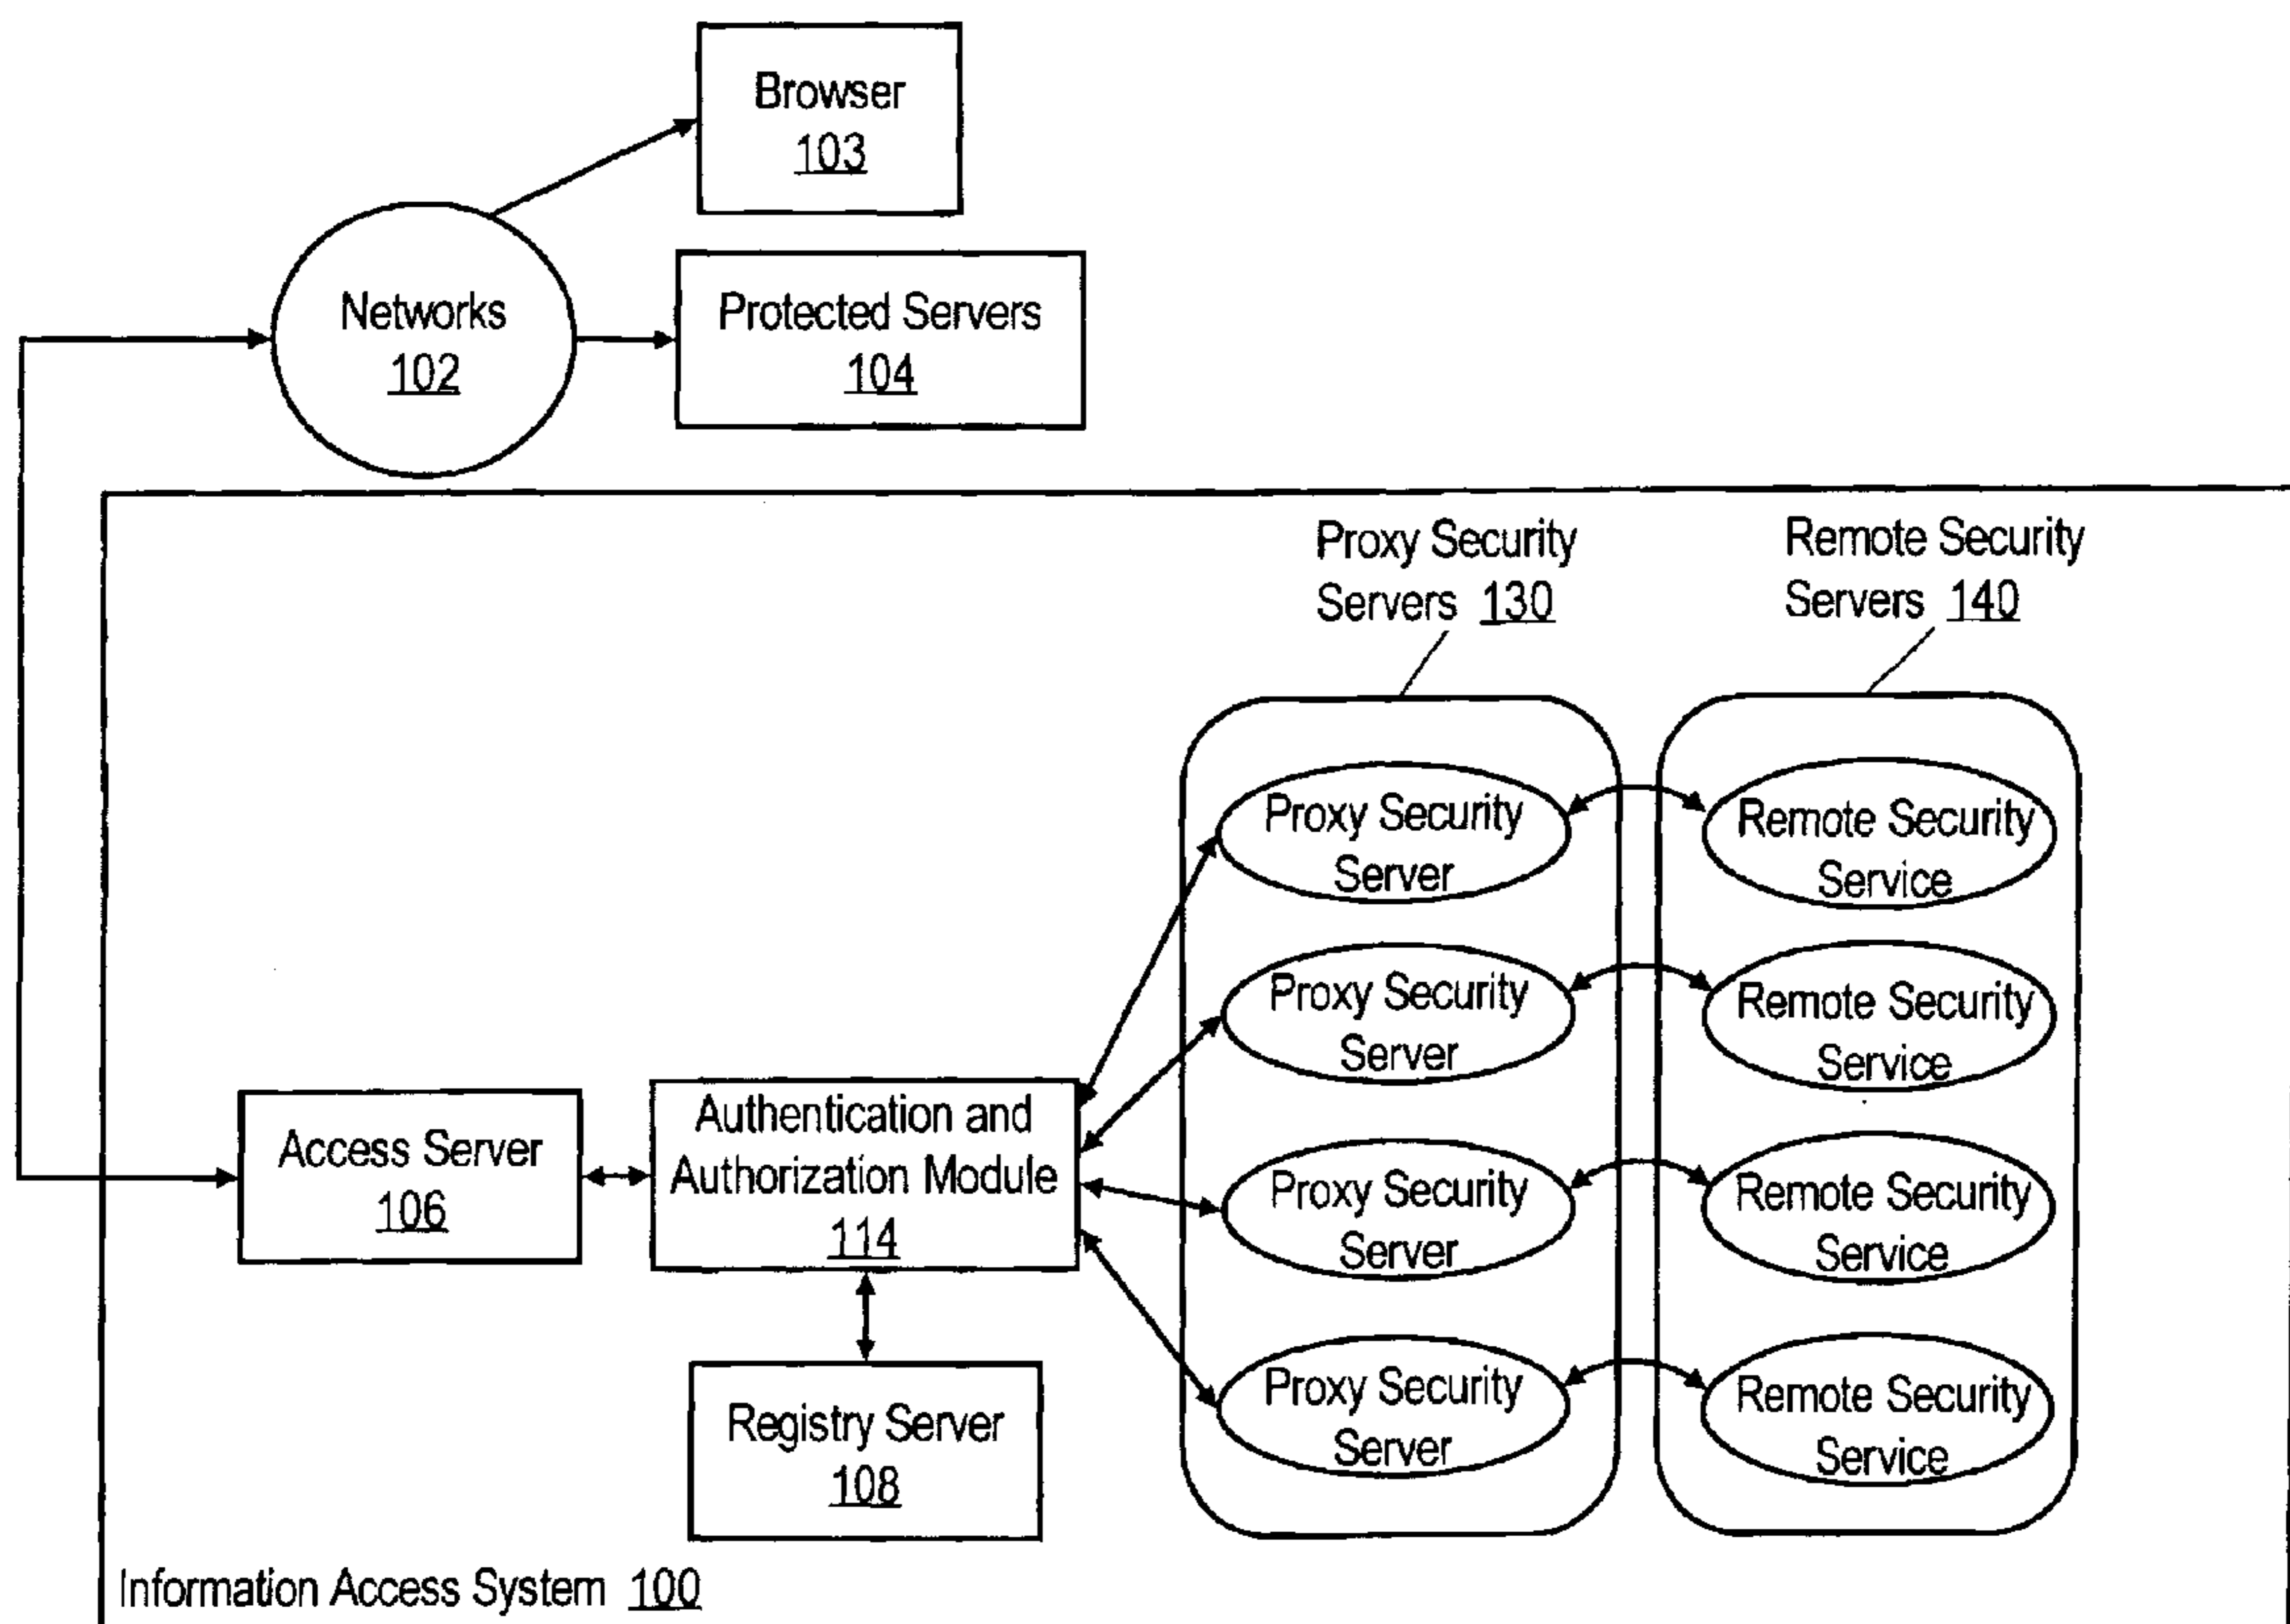 Browser
103
Networks
102
Protected Servers
104
Proxy Security
Servers 130
Remote Security
Servers 140
Proxy Security
Server
Remote Security
Service
Proxy Security
Server
Remote Security
Service
Access Server
106
Authentication and
Authorization Module
114
Proxy Security
Server
Remote Security
Service
Registry Server
108
Proxy Security
Server
Remote Security
Service
Information Access System 100